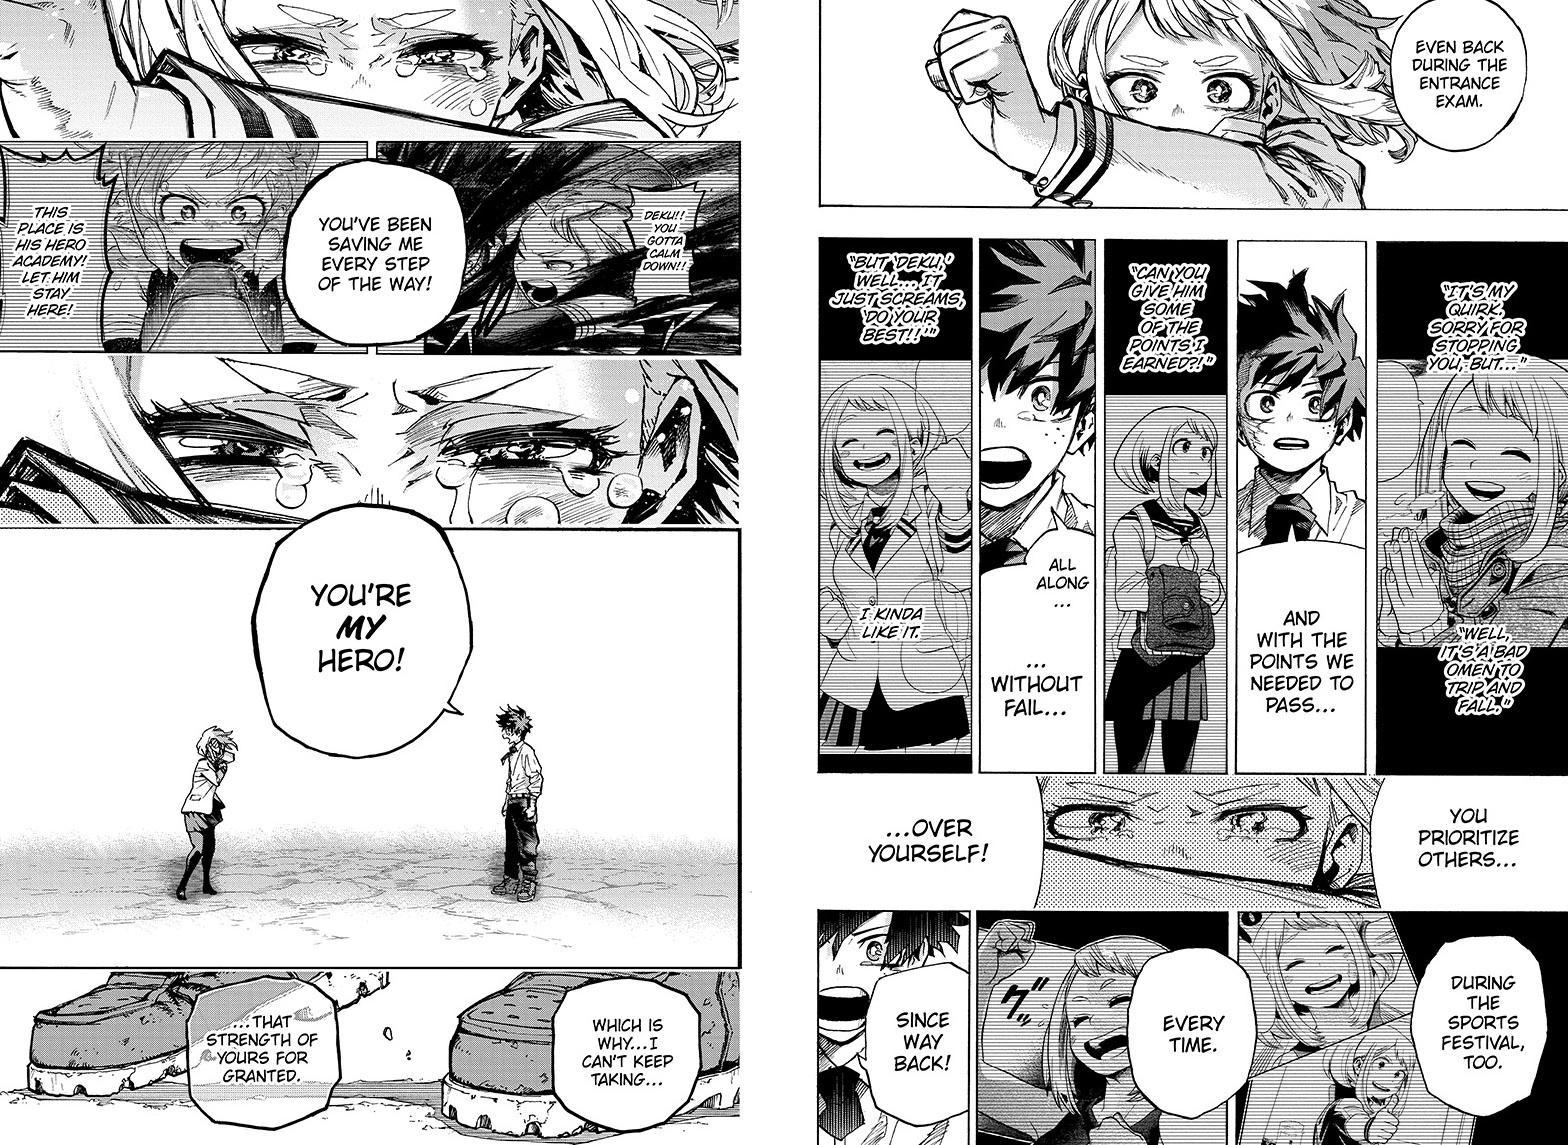 EVEN BACK
DURING THE
ENTRANCE
EXAM.
"IT'S MY
QUIRK.
SORRY FOR
STOPPING
YOU, BUT..."
"WELL,
IT'S A BAD
OMEN TO
TRIP AND
FALL."
AND
WITH THE
POINTS WE
NEEDED TO
PASS...
"CAN YOU
GIVE HIM
SOME
OF THE
POINTS I
EARNED?!"
ALL
ALONG
...
...
WITHOUT
FAIL...
"BUT 'DEKU,'
WELL... IT
JUST SCREAMS,
'DO YOUR
BEST!!'"
I KINDA
LIKE IT.
YOU
PRIORITIZE
OTHERS...
...OVER
YOURSELF!
DURING
THE
SPORTS
FESTIVAL,
TOO.
EVERY
TIME.
グッ
SINCE
WAY
BACK!
DEKU!!
YOU
GOTTA
CALM
DOWN!!
YOU'VE BEEN
SAVING ME
EVERY STEP
OF THE WAY!
THIS
PLACE IS
HIS HERO
ACADEMY!
LET HIM
STAY
HERE!
YOU'RE
MY
HERO!
WHICH IS
WHY...I
CAN'T KEEP
TAKING...
...THAT
STRENGTH OF
YOURS FOR
GRANTED.